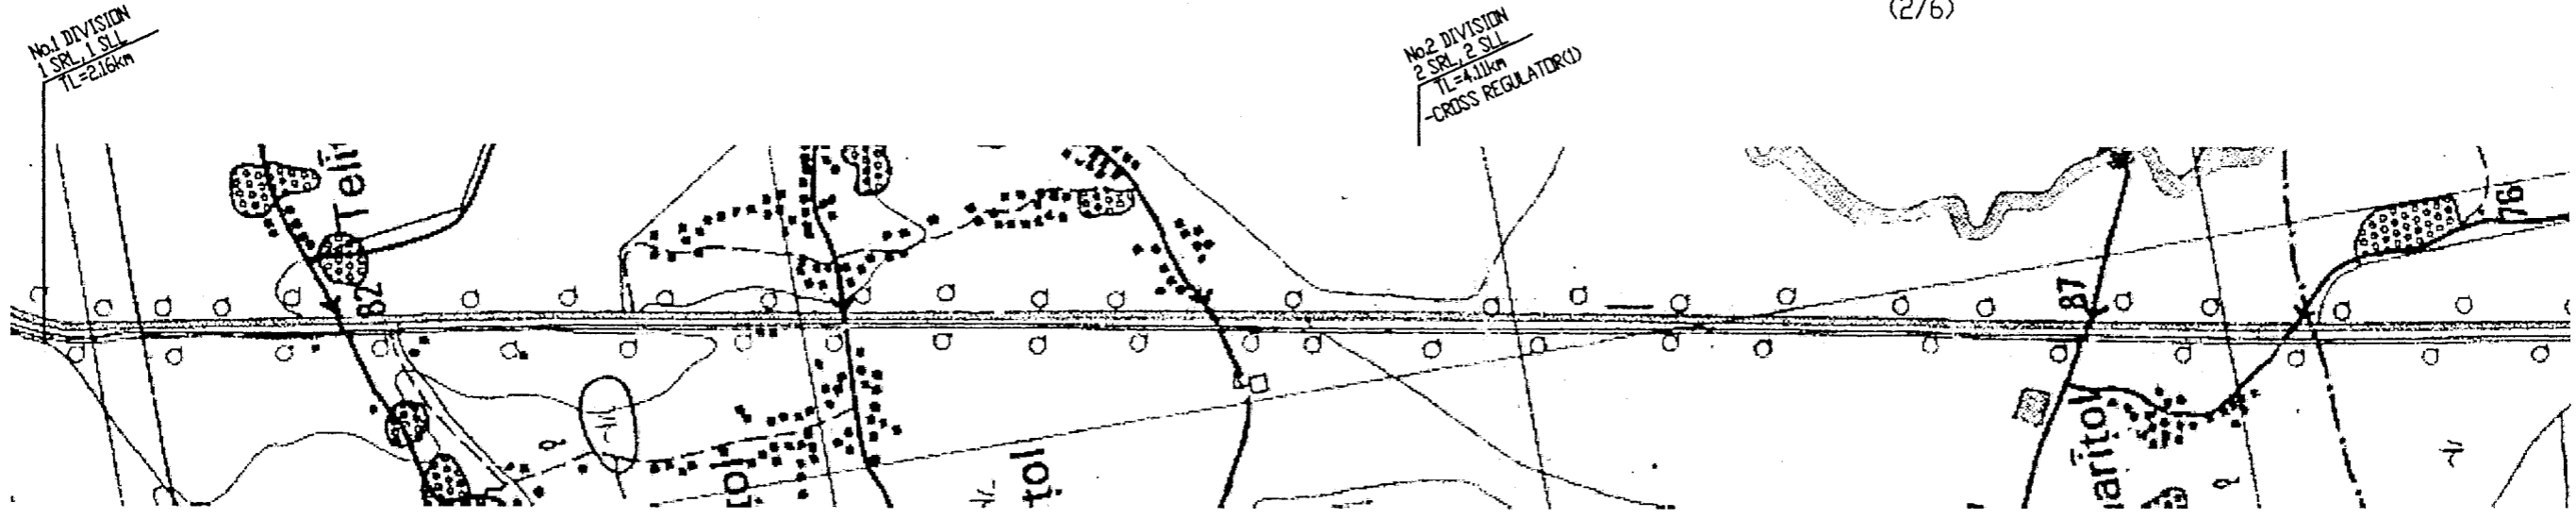 (2/6)
No.1 DIVISION
1 SRL, 1 SLL
TL=2.16km
No.2 DIVISION
2 SRL, 2 SLL
TL=4.11km
-CROSS REGULATOR(1)
82
87
76
tol